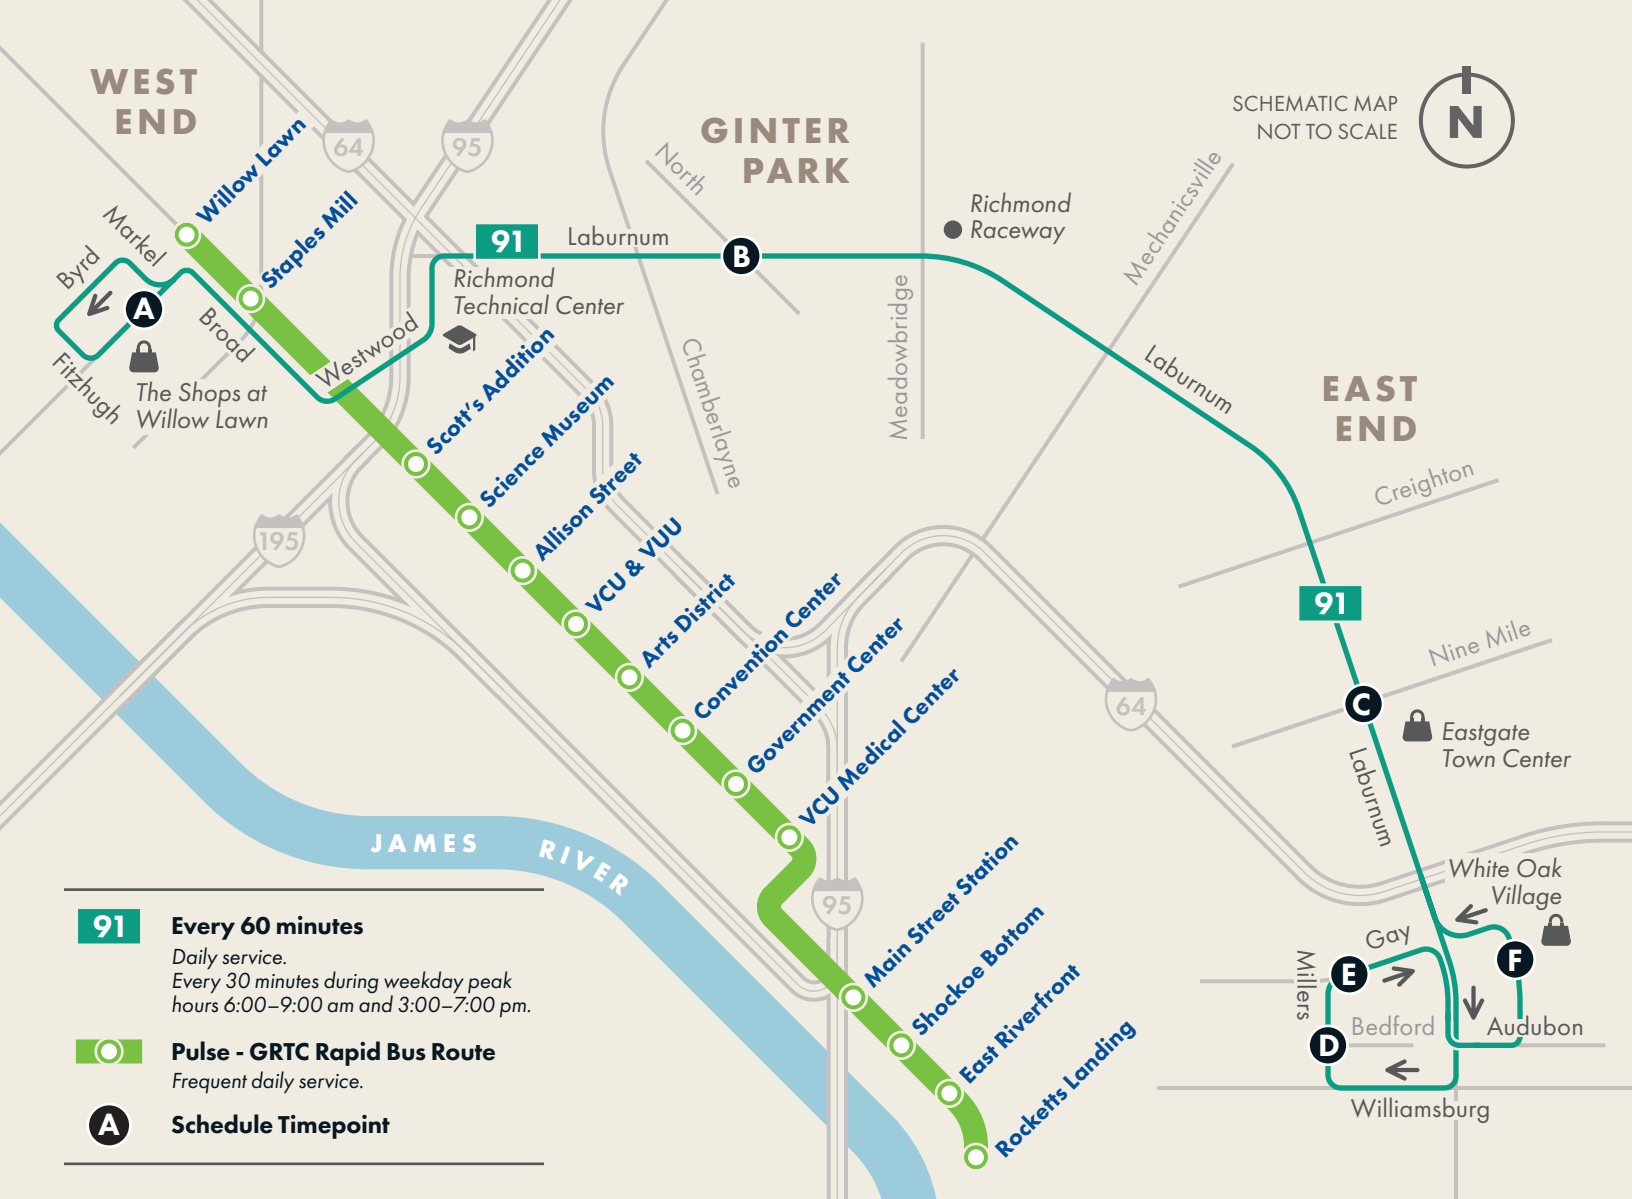 WEST
END
GINTER
PARK
SCHEMATIC MAP
NOT TO SCALE
N
64
95
Willow Lawn
Staples Mill
North
Richmond
Raceway
Mechanicsville
Markel
Byrd
A
Broad
Fitzhugh
The Shops at
Willow Lawn
Westwood
91
Laburnum
B
Richmond
Technical Center
Chamberlayne
Meadowbridge
Laburnum
EAST
END
Creighton
Scott's Addition
Science Museum
Allison Street
VCU & VUU
Arts District
Convention Center
Government Center
VCU Medical Center
195
91
Nine Mile
64
C
Eastgate
Town Center
Laburnum
JAMES RIVER
95
Main Street Station
Shockoe Bottom
East Riverfront
Rocketts Landing
White Oak
Village
Gay
Millers
E
F
Bedford
Audubon
D
Williamsburg
91
Every 60 minutes
Daily service.
Every 30 minutes during weekday peak
hours 6:00–9:00 am and 3:00–7:00 pm.
Pulse - GRTC Rapid Bus Route
Frequent daily service.
A
Schedule Timepoint